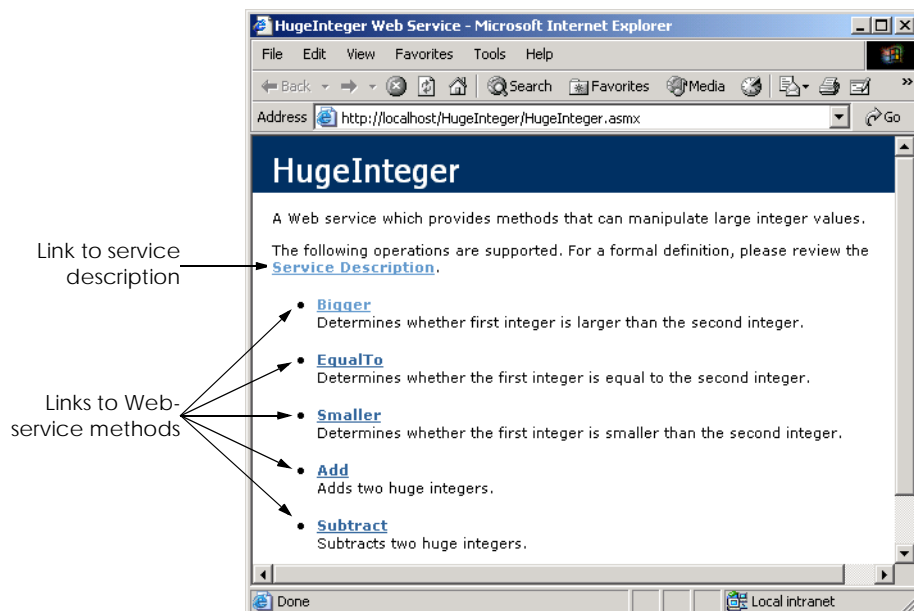 HugeInteger Web Service - Microsoft Internet Explorer
File Edit View Favorites Tools Help
Back Search Favorites Media »
Address http://localhost/HugeInteger/HugeInteger.asmx Go
HugeInteger
A Web service which provides methods that can manipulate large integer values.
The following operations are supported. For a formal definition, please review the
Service Description.
Link to service
description
• Bigger
Determines whether first integer is larger than the second integer.
• EqualTo
Determines whether the first integer is equal to the second integer.
Links to Web-
service methods
• Smaller
Determines whether the first integer is smaller than the second integer.
• Add
Adds two huge integers.
• Subtract
Subtracts two huge integers.
Done Local intranet